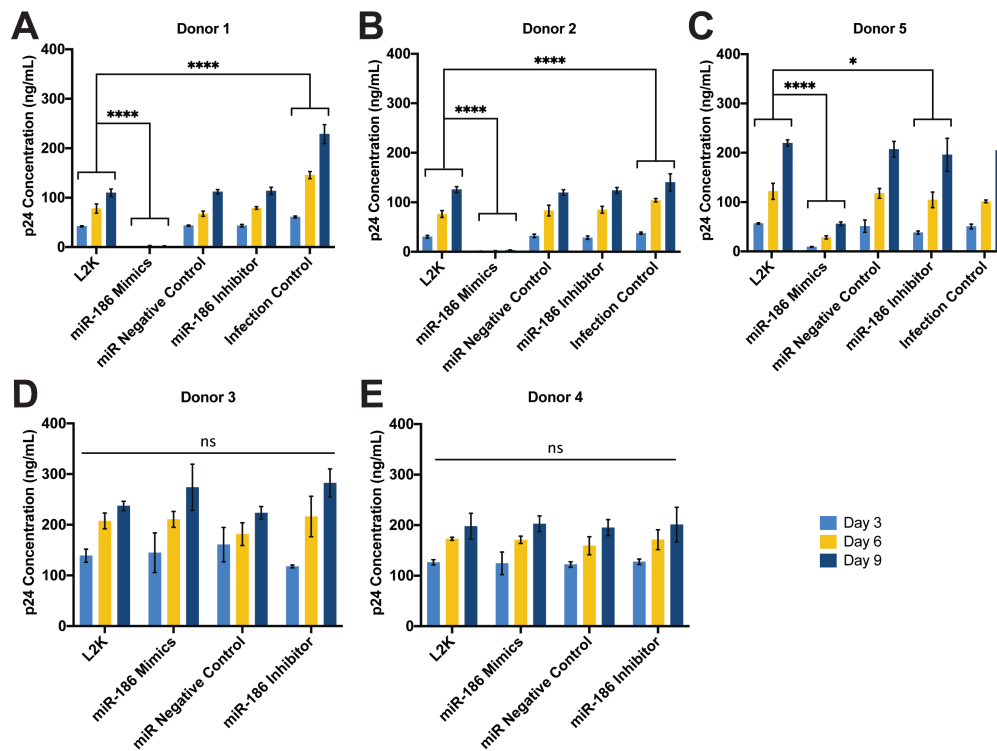 A
Donor 1
p24 Concentration (ng/mL)
400
300
200
100
0
****
****
L2K
miR-186 Mimics
miR Negative Control
miR-186 Inhibitor
Infection Control
B
Donor 2
p24 Concentration (ng/mL)
400
300
200
100
0
****
****
L2K
miR-186 Mimics
miR Negative Control
miR-186 Inhibitor
Infection Control
C
Donor 5
p24 Concentration (ng/mL)
400
300
200
100
0
*
****
L2K
miR-186 Mimics
miR Negative Control
miR-186 Inhibitor
Infection Control
D
Donor 3
p24 Concentration (ng/mL)
400
300
200
100
0
ns
L2K
miR-186 Mimics
miR Negative Control
miR-186 Inhibitor
E
Donor 4
p24 Concentration (ng/mL)
400
300
200
100
0
ns
L2K
miR-186 Mimics
miR Negative Control
miR-186 Inhibitor
Day 3
Day 6
Day 9